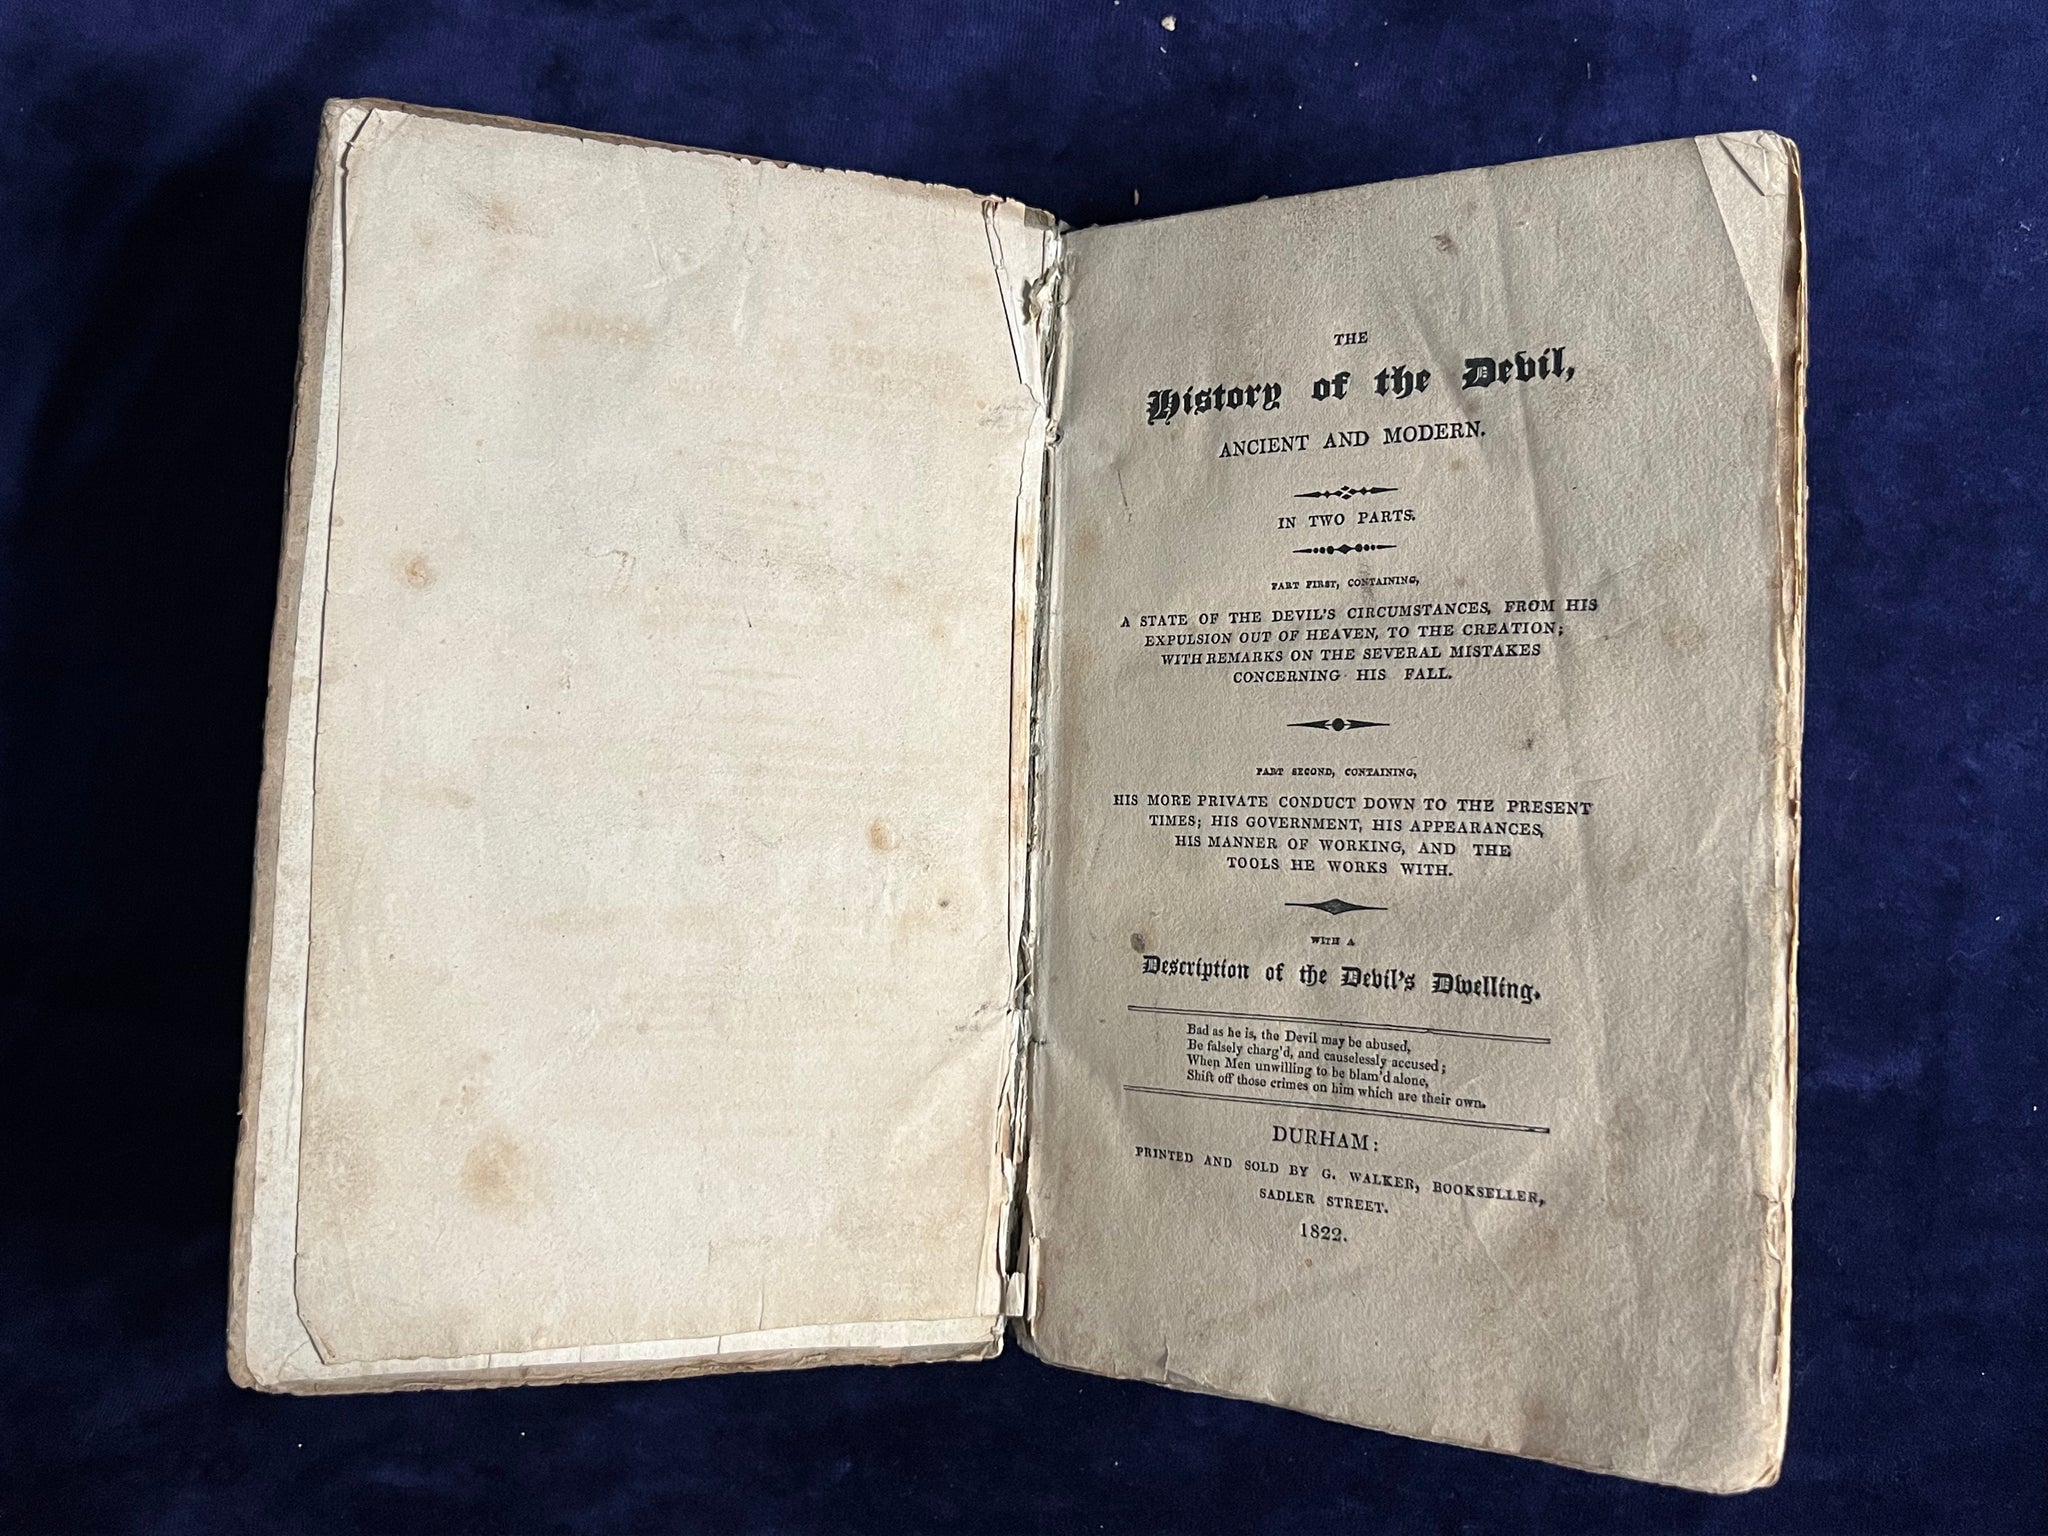 THE
History of the Devil,
ANCIENT AND MODERN.
IN TWO PARTS.
PART FIRST, CONTAINING,
A STATE OF THE DEVIL'S CIRCUMSTANCES, FROM HIS
EXPULSION OUT OF HEAVEN, TO THE CREATION;
WITH REMARKS ON THE SEVERAL MISTAKES
CONCERNING HIS FALL.
PART SECOND, CONTAINING,
HIS MORE PRIVATE CONDUCT DOWN TO THE PRESENT
TIMES; HIS GOVERNMENT, HIS APPEARANCES,
HIS MANNER OF WORKING, AND THE
TOOLS HE WORKS WITH.
WITH A
Description of the Devil's Dwelling.
Bad as he is, the Devil may be abused,
Be falsely charg'd, and causelessly accused;
When Men unwilling to be blam'd alone,
Shift off those crimes on him which are their own.
DURHAM:
PRINTED AND SOLD BY G. WALKER, BOOKSELLER,
SADLER STREET.
1822.